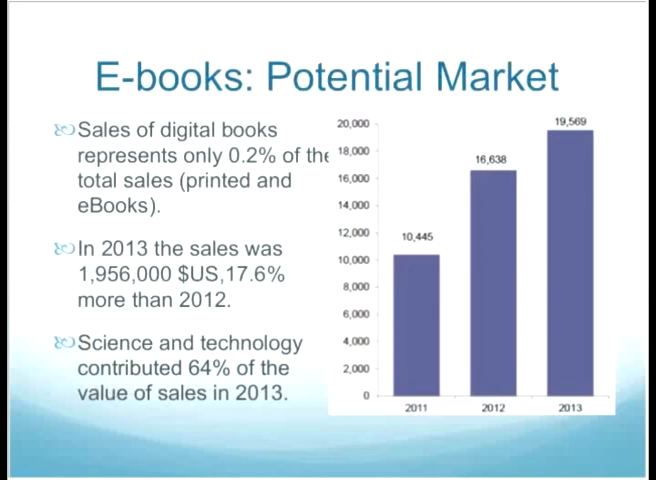 E-books: Potential Market
Sales of digital books
represents only 0.2% of the
total sales (printed and
eBooks).
In 2013 the sales was
1,956,000 $US,17.6%
more than 2012.
Science and technology
contributed 64% of the
value of sales in 2013.
20,000
18,000
16,000
14,000
12,000
10,000
8,000
6,000
4,000
2,000
0
10,445
16,638
19,569
2011
2012
2013